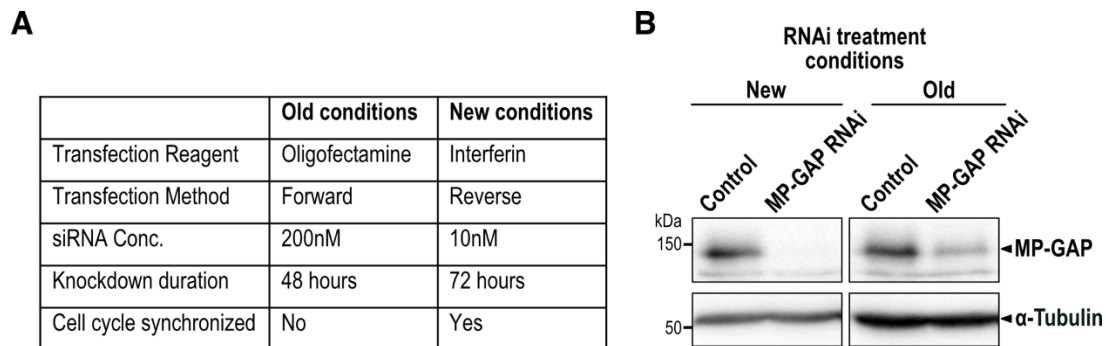 A
Old conditions New conditions
Transfection Reagent Oligofectamine Interferin
Transfection Method Forward Reverse
siRNA Conc. 200nM 10nM
Knockdown duration 48 hours 72 hours
Cell cycle synchronized No Yes
B
RNAi treatment
conditions
New Old
Control MP-GAP RNAi Control MP-GAP RNAi
kDa
150 MP-GAP
50 α-Tubulin